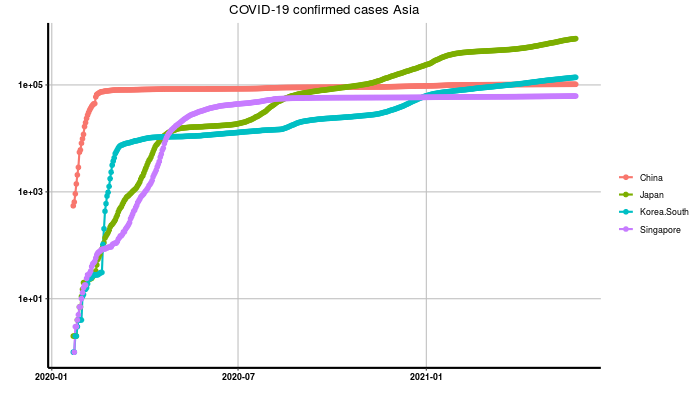 COVID-19 confirmed cases Asia
1e+05
1e+03
1e+01
2020-01
2020-07
2021-01
China
Japan
Korea.South
Singapore